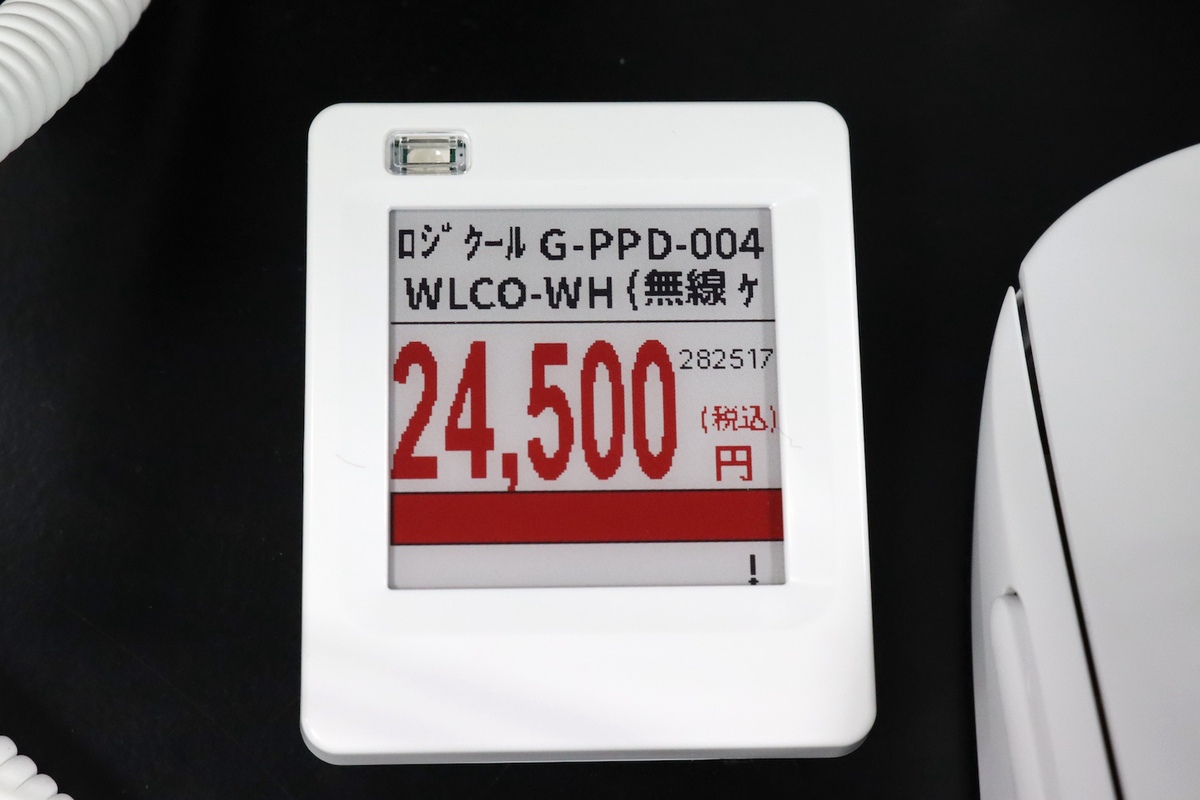 ﾛｼﾞｸｰﾙ G-PPD-004
WLCO-WH (無線 ｹ
24,500
282517
(税込)
円
!